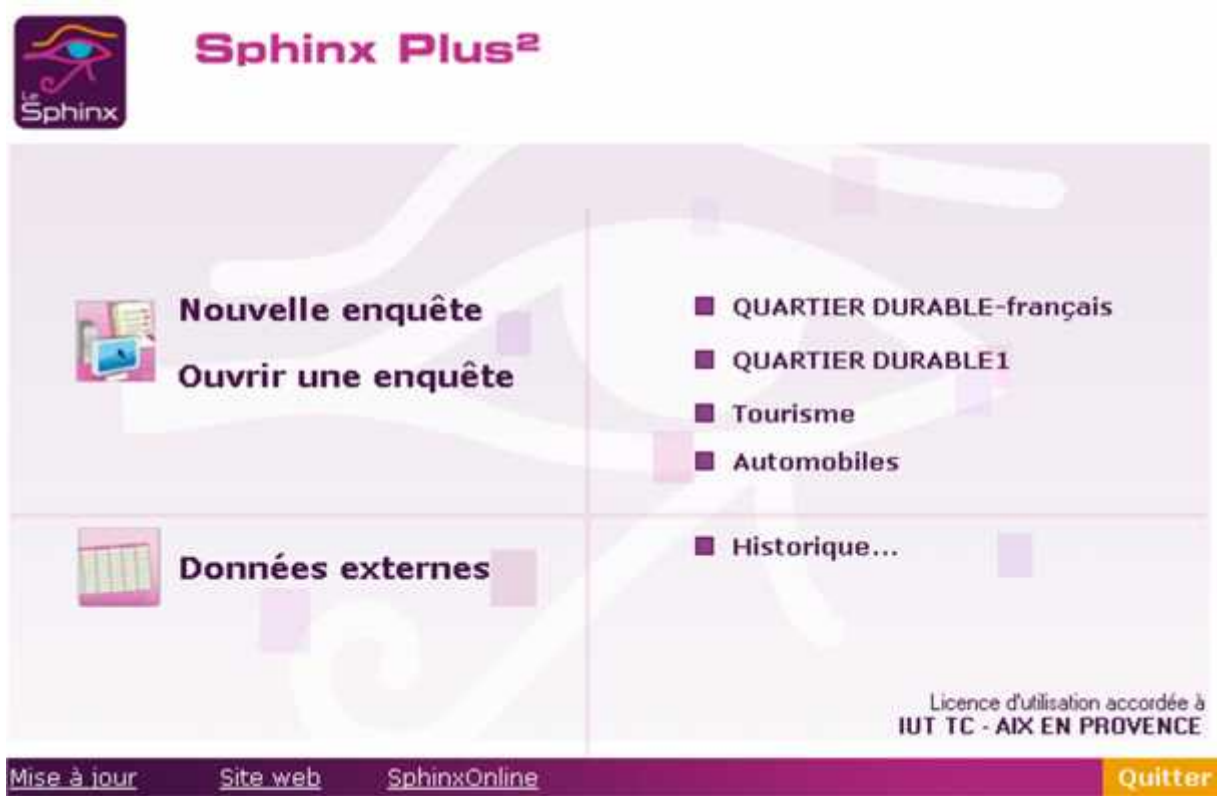 Le
Sphinx
Sphinx Plus²
Nouvelle enquête
Ouvrir une enquête
Données externes
QUARTIER DURABLE-français
QUARTIER DURABLE1
Tourisme
Automobiles
Historique...
Licence d'utilisation accordée à
IUT TC - AIX EN PROVENCE
Mise à jour
Site web
SphinxOnline
Quitter